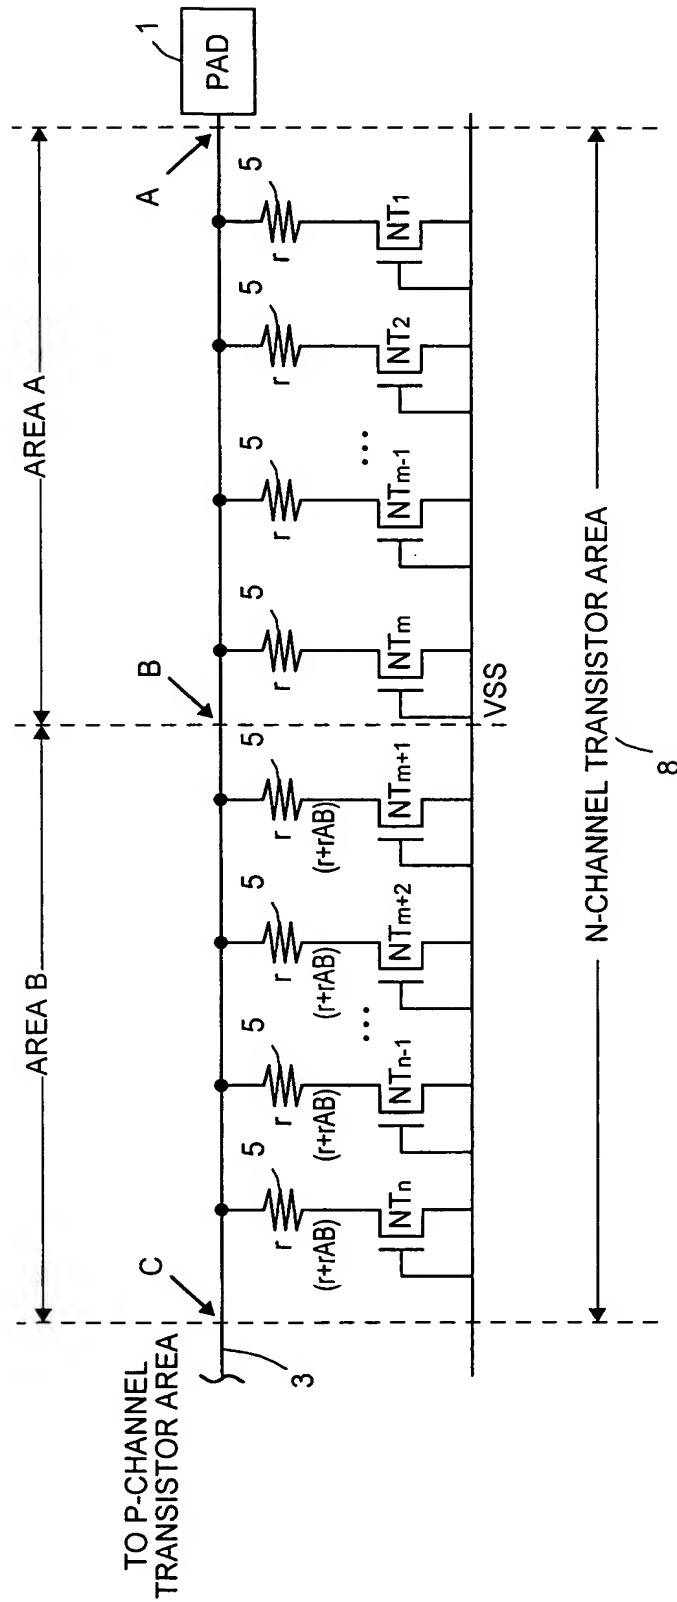 AREA B
AREA A
TO P-CHANNEL
TRANSISTOR AREA
C
B
A
1
PAD
3
5
5
5
5
5
5
5
5
r
r
r
r
r
r
r
r
(r+rAB)
(r+rAB)
(r+rAB)
(r+rAB)
NTn
NTn-1
...
NTm+2
NTm+1
NTm
NTm-1
...
NT2
NT1
VSS
N-CHANNEL TRANSISTOR AREA
8